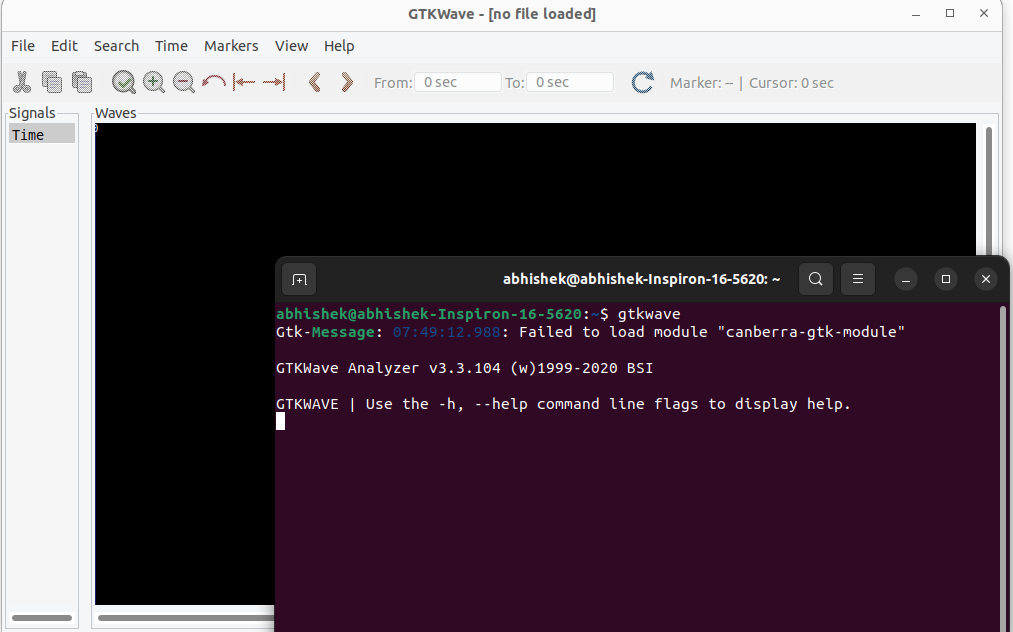 GTKWave - [no file loaded]
File Edit Search Time Markers View Help
From: 0 sec To: 0 sec Marker: -- | Cursor: 0 sec
Signals
Waves
Time
0
abhishek@abhishek-Inspiron-16-5620: ~
abhishek@abhishek-Inspiron-16-5620:~$ gtkwave
Gtk-Message: 07:49:12.988: Failed to load module "canberra-gtk-module"
GTKWave Analyzer v3.3.104 (w)1999-2020 BSI
GTKWAVE | Use the -h, --help command line flags to display help.